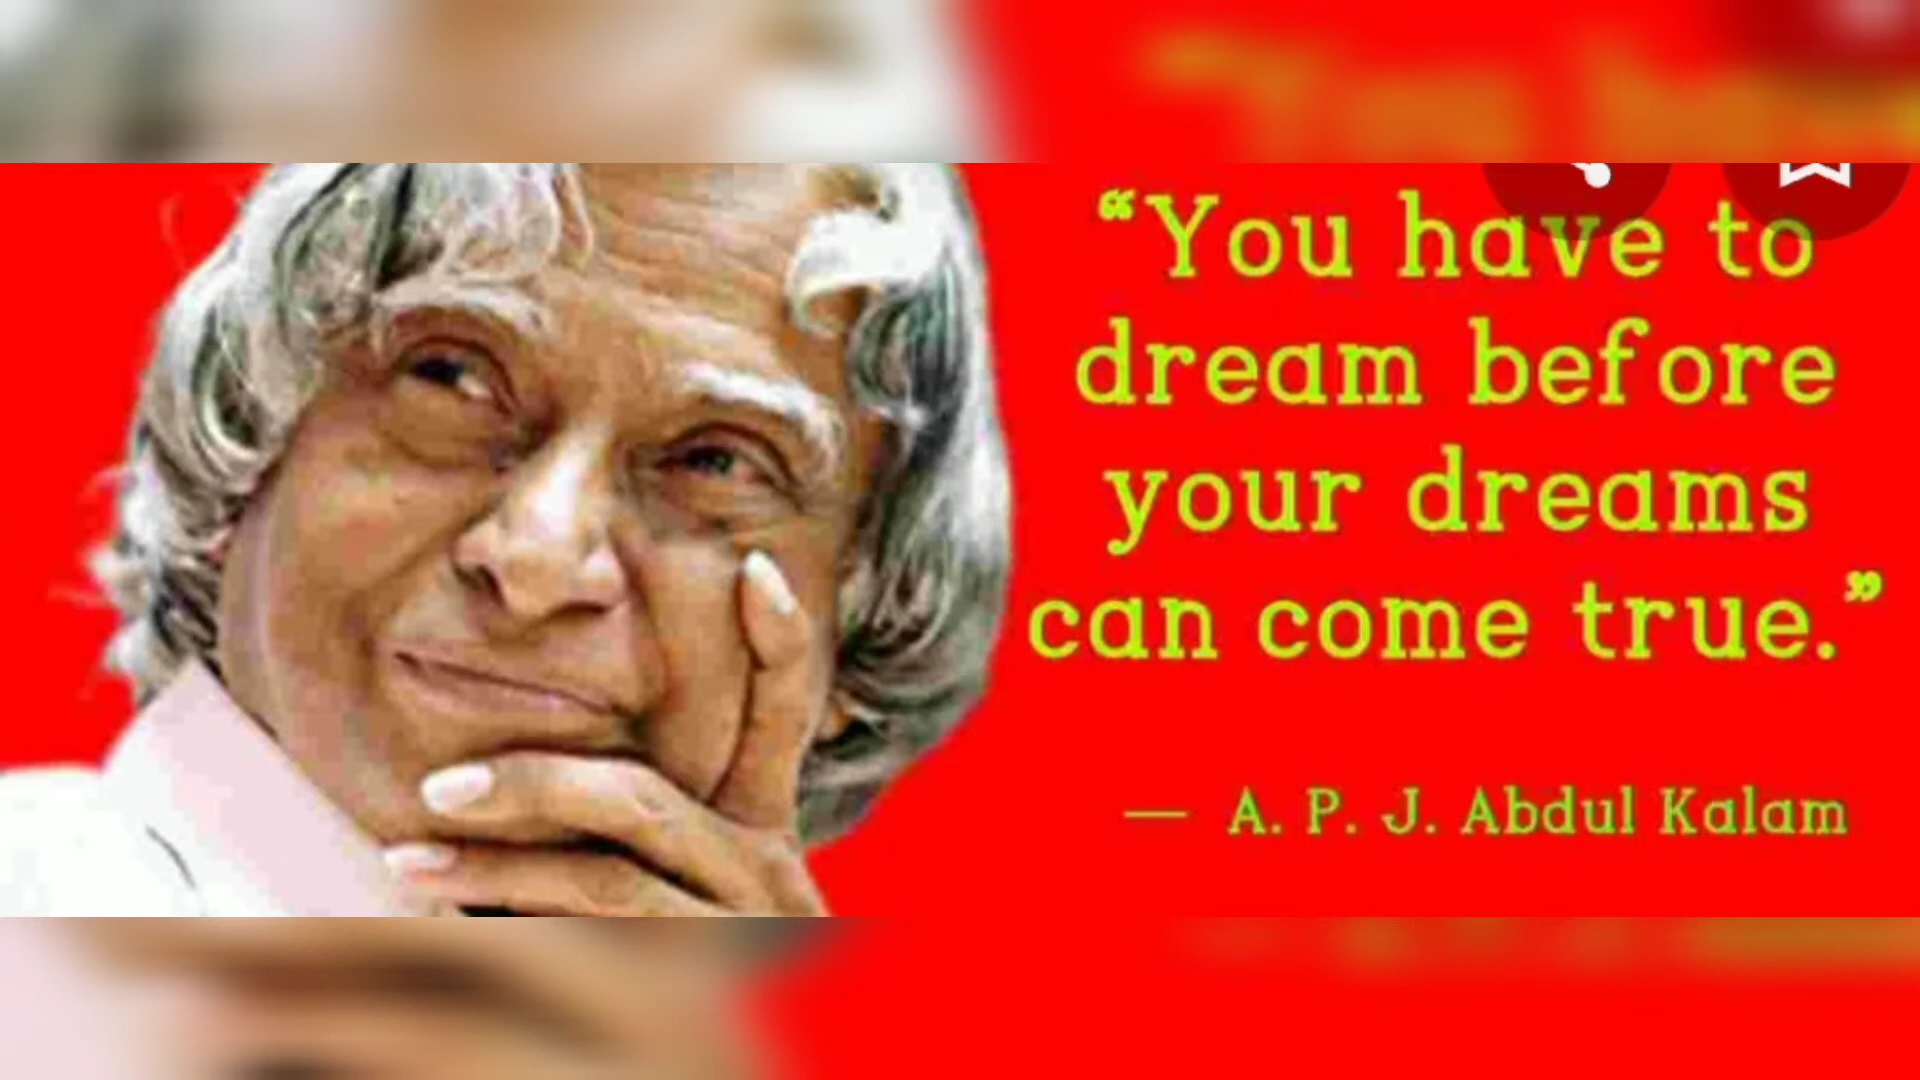 “You have to
dream before
your dreams
can come true.”
— A. P. J. Abdul Kalam